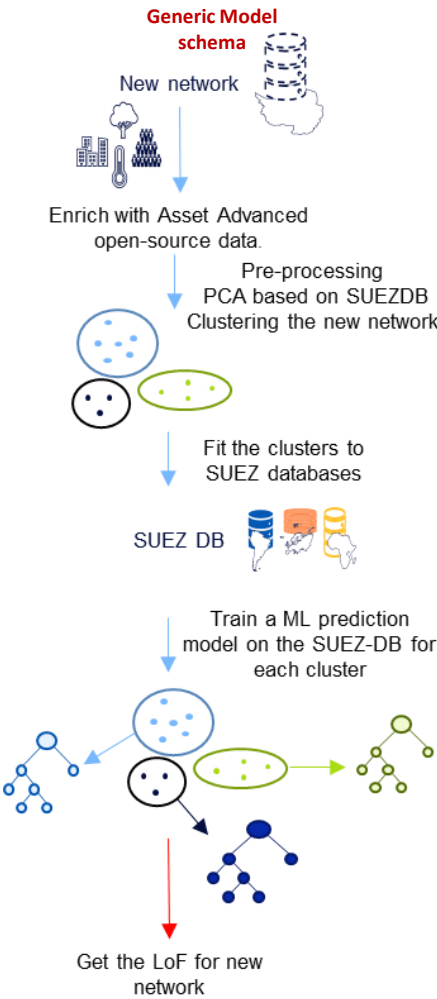 Generic Model
schema
New network
Enrich with Asset Advanced
open-source data.
Pre-processing
PCA based on SUEZDB
Clustering the new network
Fit the clusters to
SUEZ databases
SUEZ DB
Train a ML prediction
model on the SUEZ-DB for
each cluster
Get the LoF for new
network